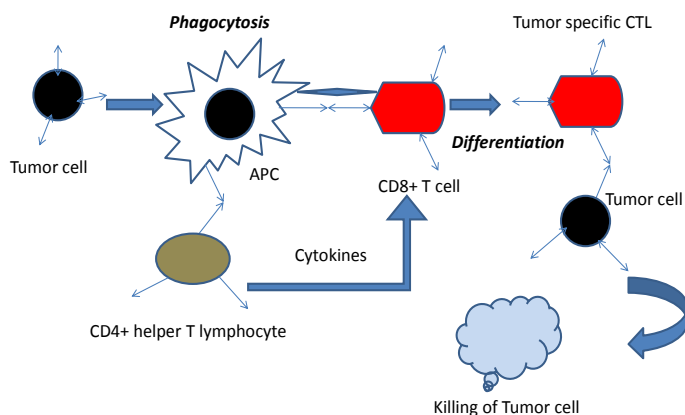 Phagocytosis
Tumor specific CTL
Tumor cell
APC
CD8+ T cell
Differentiation
Tumor cell
Cytokines
CD4+ helper T lymphocyte
Killing of Tumor cell